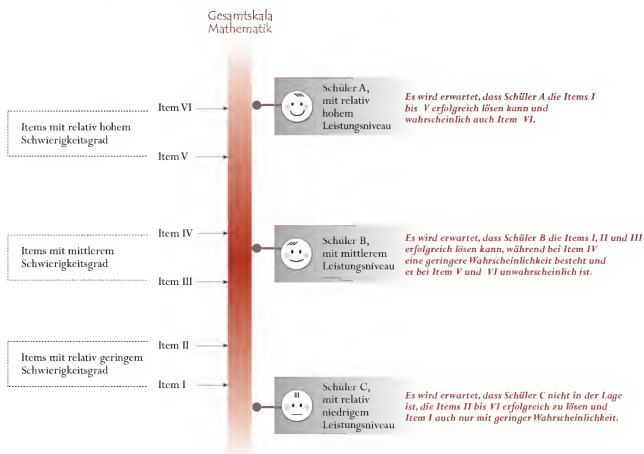 Gesamtskala
Mathematik
Item VI
Items mit relativ hohem
Schwierigkeitsgrad
Item V
Schüler A,
mit relativ
hohem
Leistungsniveau
Es wird erwartet, dass Schüler A die Items I
bis V erfolgreich lösen kann und
wahrscheinlich auch Item VI.
Item IV
Items mit mittlerem
Schwierigkeitsgrad
Item III
Schüler B,
mit mittlerem
Leistungsniveau
Es wird erwartet, dass Schüler B die Items I, II und III
erfolgreich lösen kann, während bei Item IV
eine geringere Wahrscheinlichkeit besteht und
es bei Item V und VI unwahrscheinlich ist.
Item II
Items mit relativ geringem
Schwierigkeitsgrad
Item I
Schüler C,
mit relativ
niedrigem
Leistungsniveau
Es wird erwartet, dass Schüler C nicht in der Lage
ist, die Items II bis VI erfolgreich zu lösen und
Item I auch nur mit geringer Wahrscheinlichkeit.